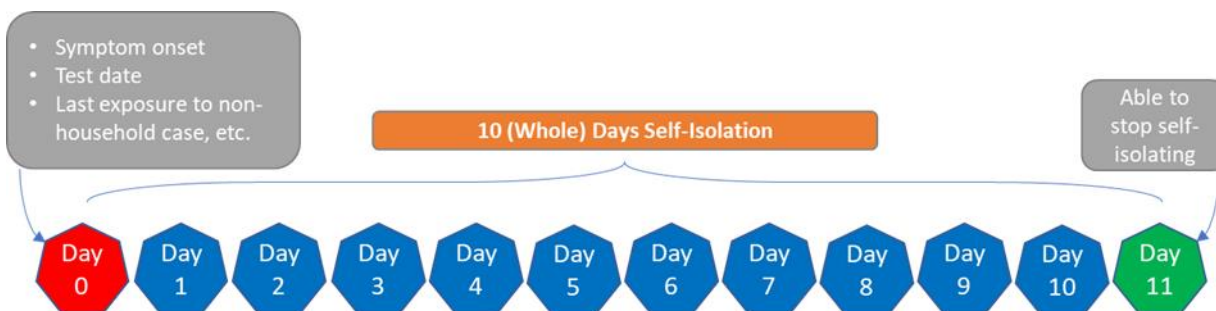 • Symptom onset
• Test date
• Last exposure to non-
household case, etc.
10 (Whole) Days Self-Isolation
Able to
stop self-
isolating
Day
0
Day
1
Day
2
Day
3
Day
4
Day
5
Day
6
Day
7
Day
8
Day
9
Day
10
Day
11